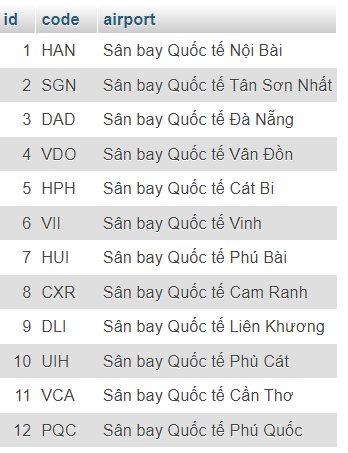 id code airport
1 HAN Sân bay Quốc tế Nội Bài
2 SGN Sân bay Quốc tế Tân Sơn Nhất
3 DAD Sân bay Quốc tế Đà Nẵng
4 VDO Sân bay Quốc tế Vân Đồn
5 HPH Sân bay Quốc tế Cát Bi
6 VII Sân bay Quốc tế Vinh
7 HUI Sân bay Quốc tế Phú Bài
8 CXR Sân bay Quốc tế Cam Ranh
9 DLI Sân bay Quốc tế Liên Khương
10 UIH Sân bay Quốc tế Phù Cát
11 VCA Sân bay Quốc tế Cần Thơ
12 PQC Sân bay Quốc tế Phú Quốc